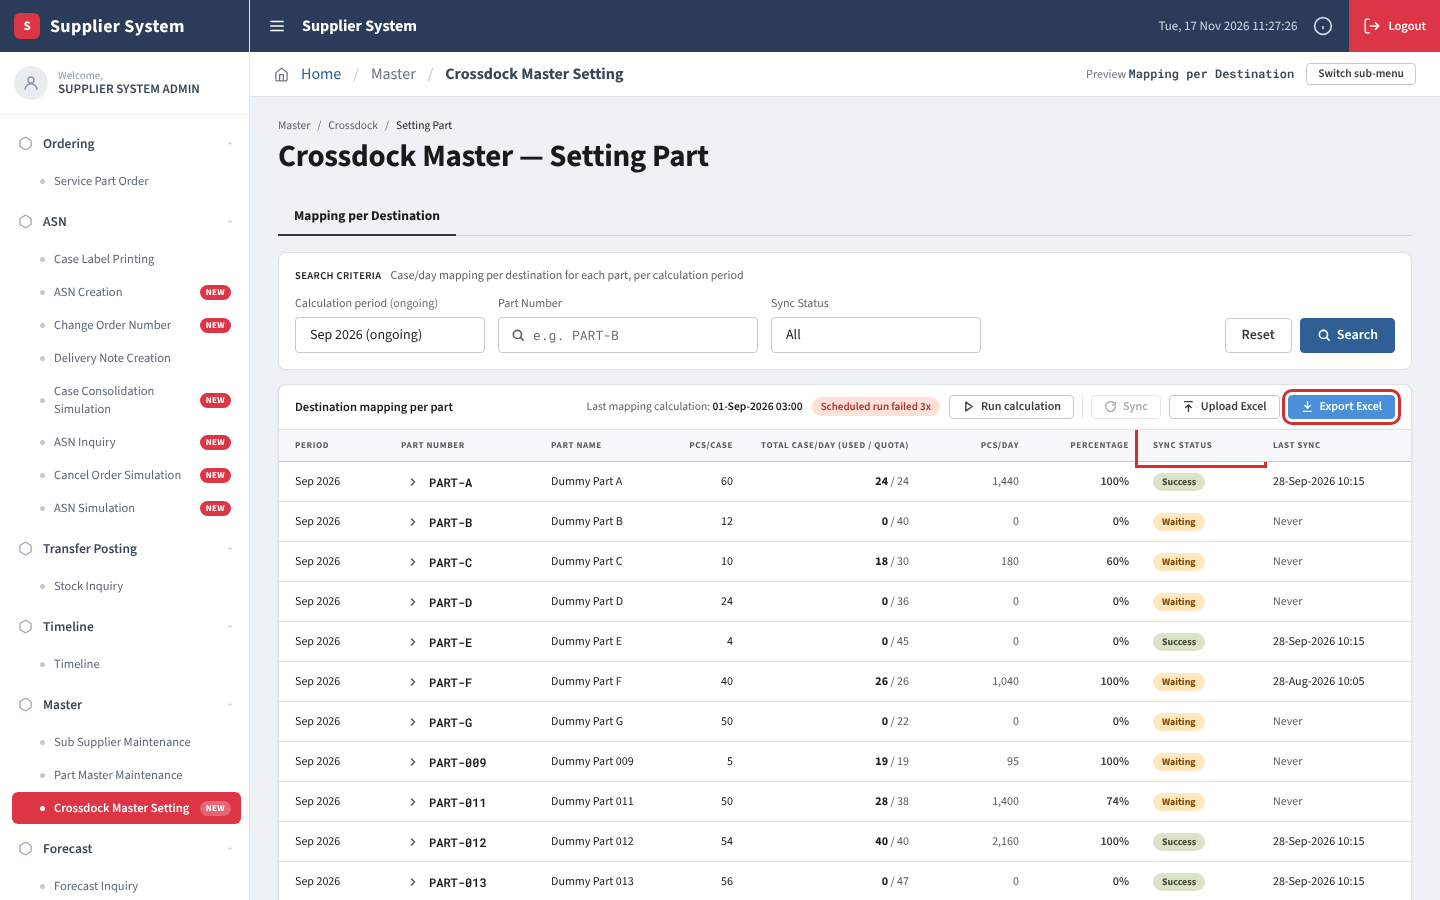 S Supplier System
Supplier System
Tue, 17 Nov 2026 11:27:26
Logout
Welcome,
SUPPLIER SYSTEM ADMIN
Home / Master / Crossdock Master Setting
Preview Mapping per Destination
Switch sub-menu
Ordering
Service Part Order
ASN
Case Label Printing
ASN Creation NEW
Change Order Number NEW
Delivery Note Creation
Case Consolidation
Simulation NEW
ASN Inquiry NEW
Cancel Order Simulation NEW
ASN Simulation NEW
Transfer Posting
Stock Inquiry
Timeline
Timeline
Master
Sub Supplier Maintenance
Part Master Maintenance
Crossdock Master Setting NEW
Forecast
Forecast Inquiry
Master / Crossdock / Setting Part
Crossdock Master — Setting Part
Mapping per Destination
SEARCH CRITERIA Case/day mapping per destination for each part, per calculation period
Calculation period (ongoing) Part Number Sync Status
Sep 2026 (ongoing) e.g. PART-B All Reset Search
Destination mapping per part Last mapping calculation: 01-Sep-2026 03:00 Scheduled run failed 3x Run calculation Sync Upload Excel Export Excel
PERIOD PART NUMBER PART NAME PCS/CASE TOTAL CASE/DAY (USED / QUOTA) PCS/DAY PERCENTAGE SYNC STATUS LAST SYNC
Sep 2026 PART-A Dummy Part A 60 24 / 24 1,440 100% Success 28-Sep-2026 10:15
Sep 2026 PART-B Dummy Part B 12 0 / 40 0 0% Waiting Never
Sep 2026 PART-C Dummy Part C 10 18 / 30 180 60% Waiting Never
Sep 2026 PART-D Dummy Part D 24 0 / 36 0 0% Waiting Never
Sep 2026 PART-E Dummy Part E 4 0 / 45 0 0% Success 28-Sep-2026 10:15
Sep 2026 PART-F Dummy Part F 40 26 / 26 1,040 100% Waiting 28-Aug-2026 10:05
Sep 2026 PART-G Dummy Part G 50 0 / 22 0 0% Waiting Never
Sep 2026 PART-009 Dummy Part 009 5 19 / 19 95 100% Waiting Never
Sep 2026 PART-011 Dummy Part 011 50 28 / 38 1,400 74% Waiting Never
Sep 2026 PART-012 Dummy Part 012 54 40 / 40 2,160 100% Success 28-Sep-2026 10:15
Sep 2026 PART-013 Dummy Part 013 56 0 / 47 0 0% Success 28-Sep-2026 10:15